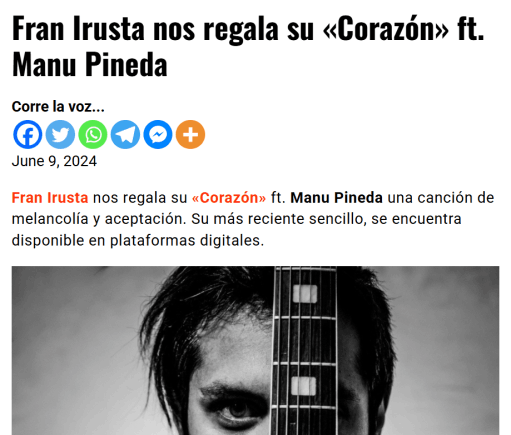 Fran Irusta nos regala su «Corazón» ft.
Manu Pineda
Corre la voz...
June 9, 2024
Fran Irusta nos regala su «Corazón» ft. Manu Pineda una canción de
melancolía y aceptación. Su más reciente sencillo, se encuentra
disponible en plataformas digitales.